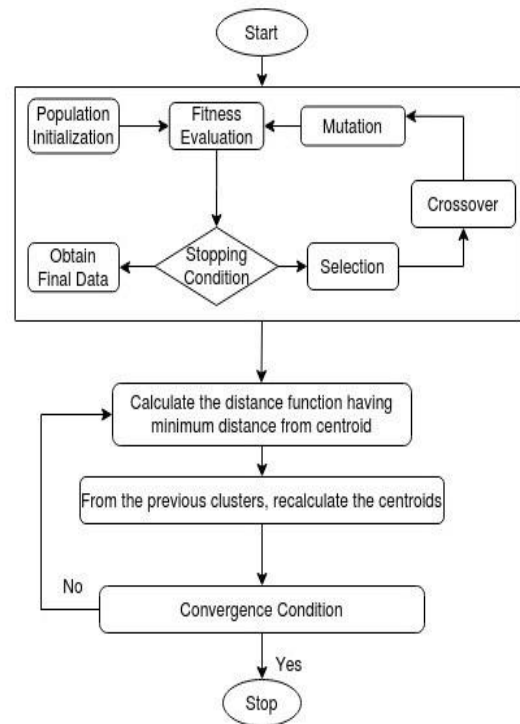 Start
Population
Initialization
Fitness
Evaluation
Mutation
Crossover
Obtain
Final Data
Stopping
Condition
Selection
Calculate the distance function having
minimum distance from centroid
From the previous clusters, recalculate the centroids
No
Convergence Condition
Yes
Stop